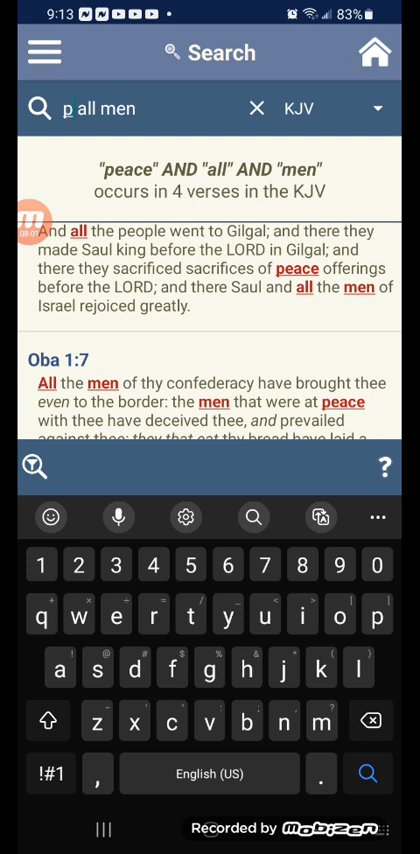 9:13 83%
Search
p all men KJV
"peace" AND "all" AND "men"
occurs in 4 verses in the KJV
And all the people went to Gilgal; and there they
made Saul king before the LORD in Gilgal; and
there they sacrificed sacrifices of peace offerings
before the LORD; and there Saul and all the men of
Israel rejoiced greatly.
Oba 1:7
All the men of thy confederacy have brought thee
even to the border: the men that were at peace
with thee have deceived thee, and prevailed
against thee; they that eat thy bread have laid a
?
1 2 3 4 5 6 7 8 9 0
q w e r t y u i o p
a s d f g h j k l
z x c v b n m
!#1 , English (US) .
Recorded by mobizen